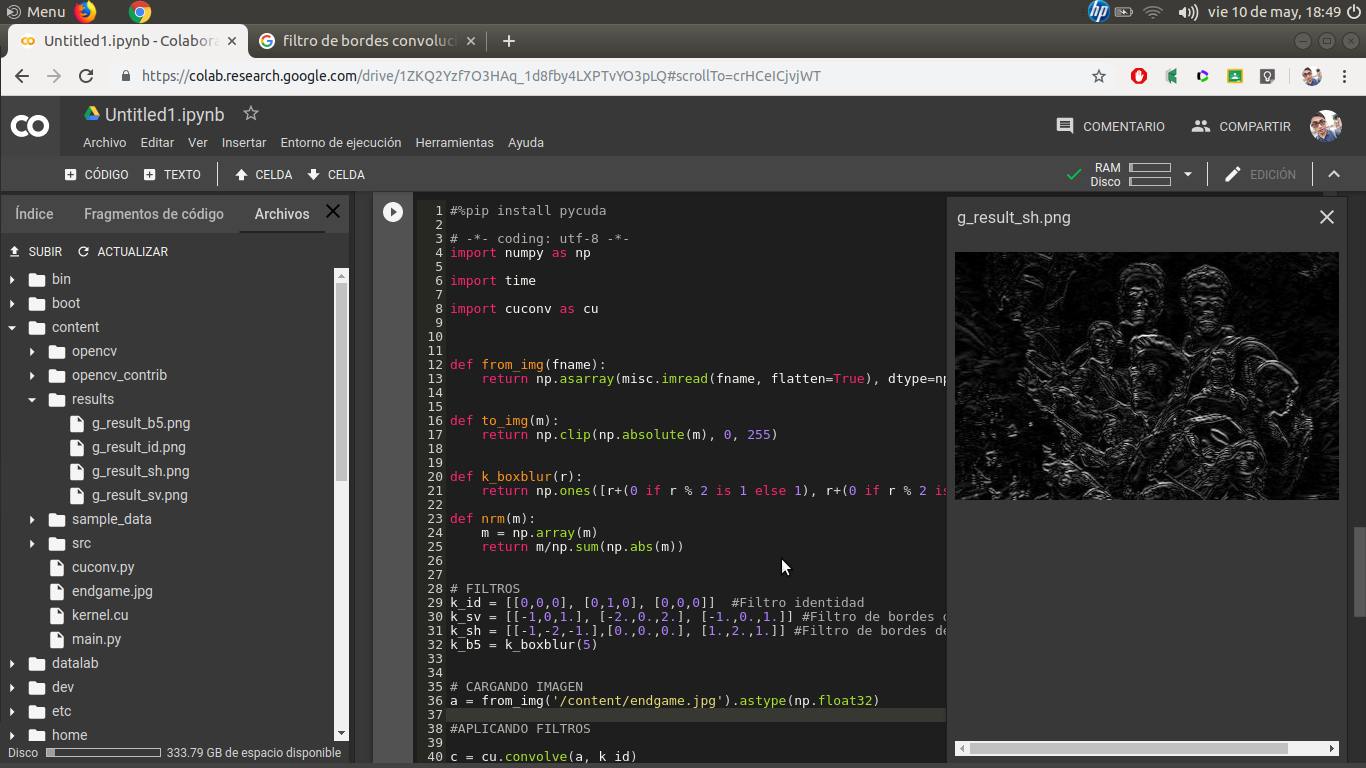 Menu
vie 10 de may, 18:49
Untitled1.ipynb - Colabora
filtro de bordes convoluc
https://colab.research.google.com/drive/1ZKQ2Yzf7O3HAq_1d8fby4LXPTvYO3pLQ#scrollTo=crHCeICjvjWT
Untitled1.ipynb
Archivo Editar Ver Insertar Entorno de ejecución Herramientas Ayuda
COMENTARIO
COMPARTIR
CÓDIGO TEXTO CELDA CELDA
RAM
Disco
EDICIÓN
Índice Fragmentos de código Archivos
SUBIR ACTUALIZAR
bin
boot
content
opencv
opencv_contrib
results
g_result_b5.png
g_result_id.png
g_result_sh.png
g_result_sv.png
sample_data
src
cuconv.py
endgame.jpg
kernel.cu
main.py
datalab
dev
etc
home
Disco 333.79 GB de espacio disponible
1 #%pip install pycuda
2
3 # -*- coding: utf-8 -*-
4 import numpy as np
5
6 import time
7
8 import cuconv as cu
9
10
11
12 def from_img(fname):
13 return np.asarray(misc.imread(fname, flatten=True), dtype=np
14
15
16 def to_img(m):
17 return np.clip(np.absolute(m), 0, 255)
18
19
20 def k_boxblur(r):
21 return np.ones([r+(0 if r % 2 is 1 else 1), r+(0 if r % 2 is
22
23 def nrm(m):
24 m = np.array(m)
25 return m/np.sum(np.abs(m))
26
27
28 # FILTROS
29 k_id = [[0,0,0], [0,1,0], [0,0,0]] #Filtro identidad
30 k_sv = [[-1,0,1.], [-2.,0.,2.], [-1.,0.,1.]] #Filtro de bordes
31 k_sh = [[-1,-2,-1.],[0.,0.,0.], [1.,2.,1.]] #Filtro de bordes de
32 k_b5 = k_boxblur(5)
33
34
35 # CARGANDO IMAGEN
36 a = from_img('/content/endgame.jpg').astype(np.float32)
37
38 #APLICANDO FILTROS
39
40 c = cu.convolve(a, k_id)
g_result_sh.png